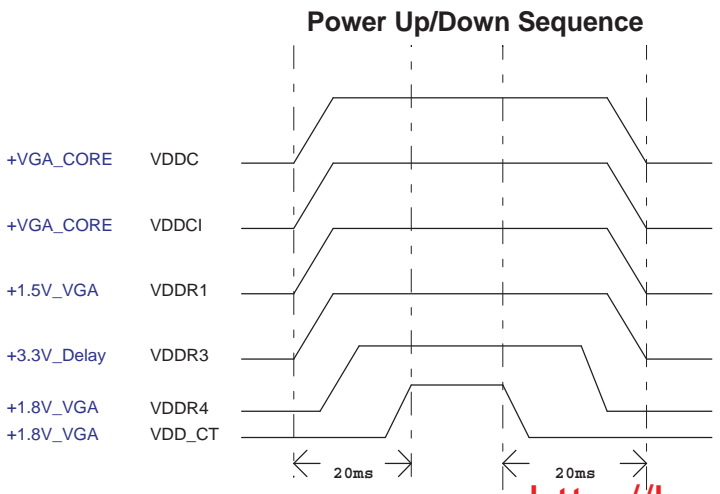 Power Up/Down Sequence
+VGA_CORE VDDC
+VGA_CORE VDDCI
+1.5V_VGA VDDR1
+3.3V_Delay VDDR3
+1.8V_VGA VDDR4
+1.8V_VGA VDD_CT
20ms 20ms